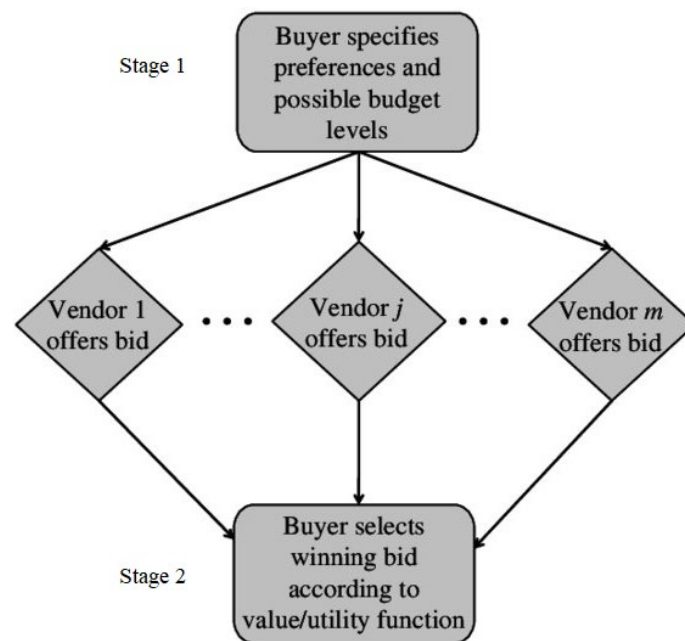 Stage 1
Buyer specifies
preferences and
possible budget
levels
Vendor 1
offers bid
• • •
Vendor j
offers bid
• • •
Vendor m
offers bid
Stage 2
Buyer selects
winning bid
according to
value/utility function